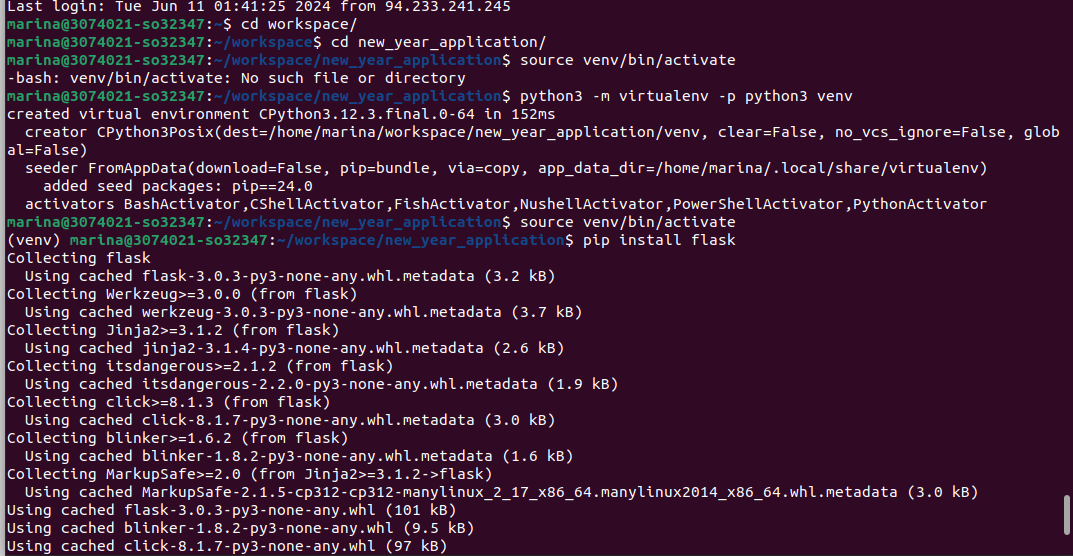 Last login: Tue Jun 11 01:41:25 2024 from 94.233.241.245
marina@3074021-so32347:~$ cd workspace/
marina@3074021-so32347:~/workspace$ cd new_year_application/
marina@3074021-so32347:~/workspace/new_year_application$ source venv/bin/activate
-bash: venv/bin/activate: No such file or directory
marina@3074021-so32347:~/workspace/new_year_application$ python3 -m virtualenv -p python3 venv
created virtual environment CPython3.12.3.final.0-64 in 152ms
  creator CPython3Posix(dest=/home/marina/workspace/new_year_application/venv, clear=False, no_vcs_ignore=False, glob
al=False)
  seeder FromAppData(download=False, pip=bundle, via=copy, app_data_dir=/home/marina/.local/share/virtualenv)
    added seed packages: pip==24.0
  activators BashActivator,CShellActivator,FishActivator,NushellActivator,PowerShellActivator,PythonActivator
marina@3074021-so32347:~/workspace/new_year_application$ source venv/bin/activate
(venv) marina@3074021-so32347:~/workspace/new_year_application$ pip install flask
Collecting flask
  Using cached flask-3.0.3-py3-none-any.whl.metadata (3.2 kB)
Collecting Werkzeug>=3.0.0 (from flask)
  Using cached werkzeug-3.0.3-py3-none-any.whl.metadata (3.7 kB)
Collecting Jinja2>=3.1.2 (from flask)
  Using cached jinja2-3.1.4-py3-none-any.whl.metadata (2.6 kB)
Collecting itsdangerous>=2.1.2 (from flask)
  Using cached itsdangerous-2.2.0-py3-none-any.whl.metadata (1.9 kB)
Collecting click>=8.1.3 (from flask)
  Using cached click-8.1.7-py3-none-any.whl.metadata (3.0 kB)
Collecting blinker>=1.6.2 (from flask)
  Using cached blinker-1.8.2-py3-none-any.whl.metadata (1.6 kB)
Collecting MarkupSafe>=2.0 (from Jinja2>=3.1.2->flask)
  Using cached MarkupSafe-2.1.5-cp312-cp312-manylinux_2_17_x86_64.manylinux2014_x86_64.whl.metadata (3.0 kB)
Using cached flask-3.0.3-py3-none-any.whl (101 kB)
Using cached blinker-1.8.2-py3-none-any.whl (9.5 kB)
Using cached click-8.1.7-py3-none-any.whl (97 kB)